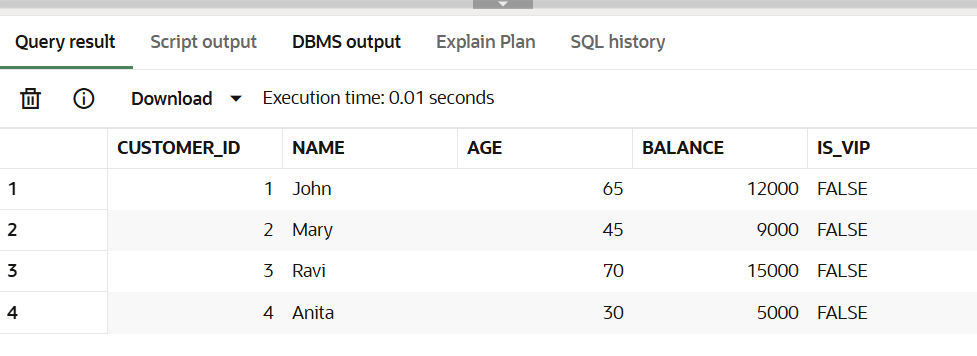 Query result Script output DBMS output Explain Plan SQL history
Download Execution time: 0.01 seconds
CUSTOMER_ID NAME AGE BALANCE IS_VIP
1 1 John 65 12000 FALSE
2 2 Mary 45 9000 FALSE
3 3 Ravi 70 15000 FALSE
4 4 Anita 30 5000 FALSE